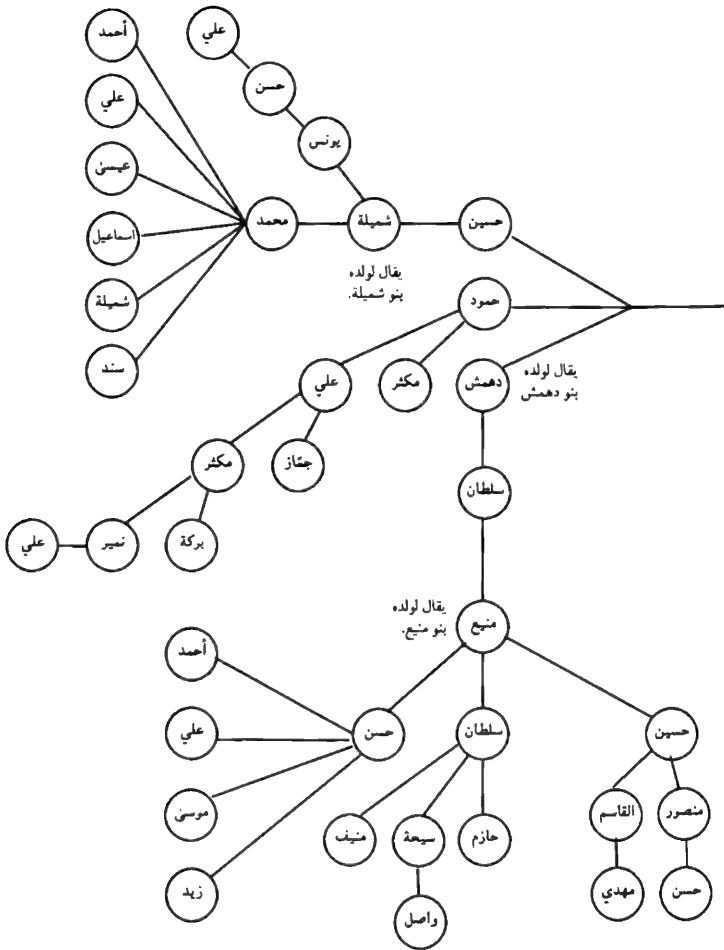 علي
أحمد
حسن
علي
يونس
عيسى
حسين
شميلة
محمد
اسماعيل
يقال لولده
بنو شميلة.
شميلة
سند
حمود
يقال لولده
بنو دهمش
دهمش
مكثر
علي
سلطان
جمّاز
مكثر
بركة
نمير
علي
منيع
يقال لولده
بنو منيع.
حسين
سلطان
حسن
أحمد
علي
موسى
زيد
منصور
القاسم
حازم
سيحة
منيف
حسن
مهدي
واصل